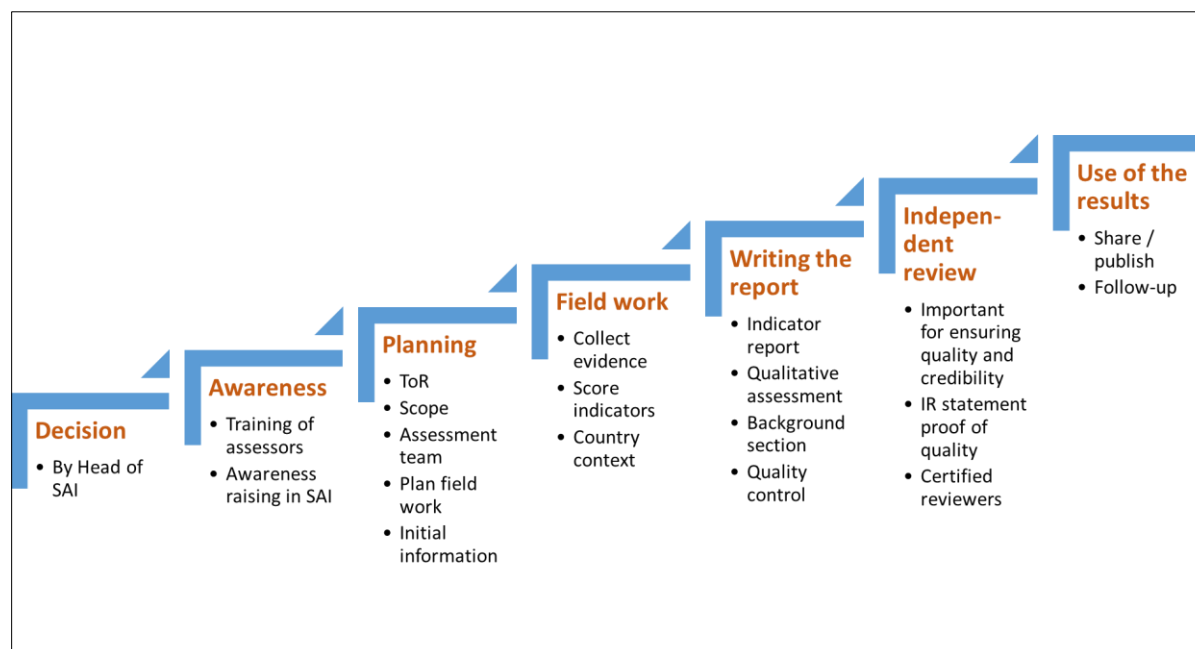 Decision
• By Head of
SAI
Awareness
• Training of
assessors
• Awareness
raising in SAI
Planning
• ToR
• Scope
• Assessment
team
• Plan field
work
• Initial
information
Field work
• Collect
evidence
• Score
indicators
• Country
context
Writing the
report
• Indicator
report
• Qualitative
assessment
• Background
section
• Quality
control
Indepen-
dent
review
• Important
for ensuring
quality and
credibility
• IR statement
proof of
quality
• Certified
reviewers
Use of the
results
• Share /
publish
• Follow-up